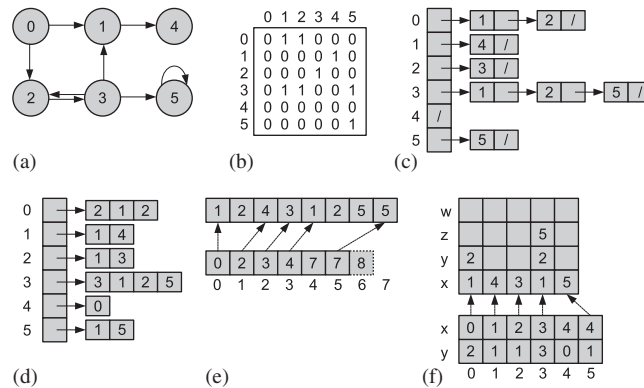 0 1 4
2 3 5
(a)
0 1 2 3 4 5
0 0 1 1 0 0 0
1 0 0 0 0 1 0
2 0 0 0 1 0 0
3 0 1 1 0 0 1
4 0 0 0 0 0 0
5 0 0 0 0 0 1
(b)
0 1 2 /
1 4 /
2 3 /
3 1 2 5 /
4 /
5 5 /
(c)
0 2 1 2
1 1 4
2 1 3
3 3 1 2 5
4 0
5 1 5
(d)
1 2 4 3 1 2 5 5
0 2 3 4 7 7 8
0 1 2 3 4 5 6 7
(e)
w
z 5
y 2 2
x 1 4 3 1 5
x 0 1 2 3 4 4
y 2 1 1 3 0 1
0 1 2 3 4 5
(f)